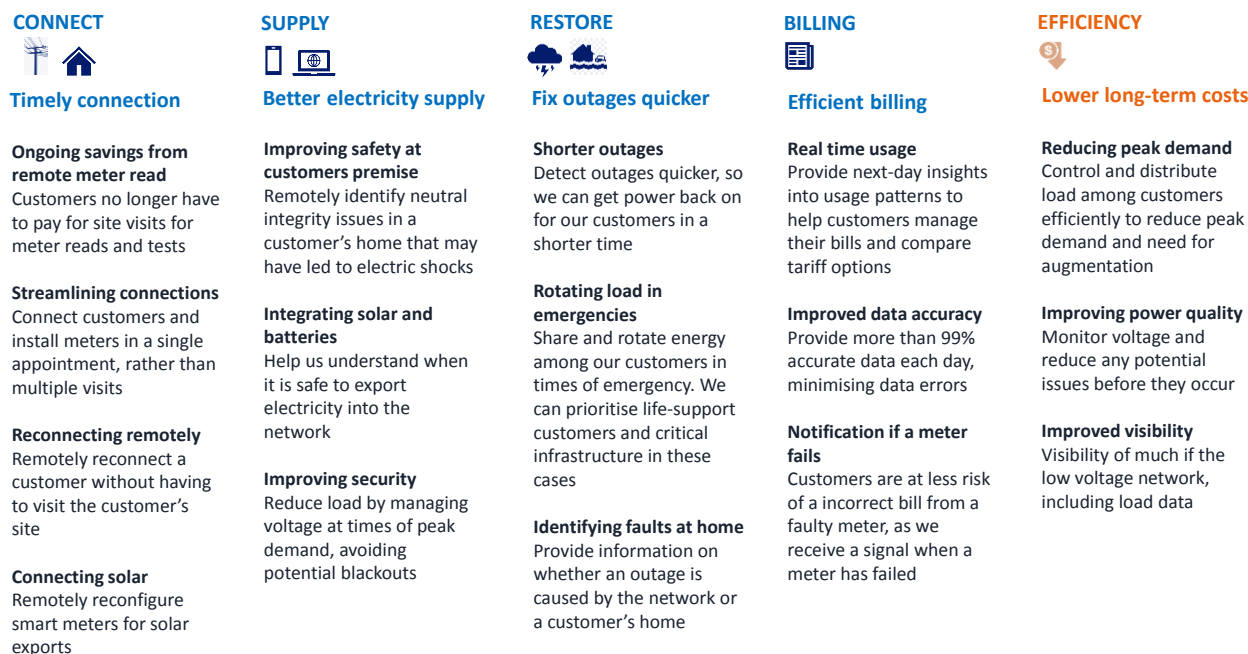 CONNECT
Timely connection
Ongoing savings from
remote meter read
Customers no longer have
to pay for site visits for
meter reads and tests
Streamlining connections
Connect customers and
install meters in a single
appointment, rather than
multiple visits
Reconnecting remotely
Remotely reconnect a
customer without having
to visit the customer's
site
Connecting solar
Remotely reconfigure
smart meters for solar
exports
SUPPLY
Better electricity supply
Improving safety at
customers premise
Remotely identify neutral
integrity issues in a
customer's home that may
have led to electric shocks
Integrating solar and
batteries
Help us understand when
it is safe to export
electricity into the
network
Improving security
Reduce load by managing
voltage at times of peak
demand, avoiding
potential blackouts
RESTORE
Fix outages quicker
Shorter outages
Detect outages quicker, so
we can get power back on
for our customers in a
shorter time
Rotating load in
emergencies
Share and rotate energy
among our customers in
times of emergency. We
can prioritise life-support
customers and critical
infrastructure in these
cases
Identifying faults at home
Provide information on
whether an outage is
caused by the network or
a customer's home
BILLING
Efficient billing
Real time usage
Provide next-day insights
into usage patterns to
help customers manage
their bills and compare
tariff options
Improved data accuracy
Provide more than 99%
accurate data each day,
minimising data errors
Notification if a meter
fails
Customers are at less risk
of a incorrect bill from a
faulty meter, as we
receive a signal when a
meter has failed
EFFICIENCY
$
Lower long-term costs
Reducing peak demand
Control and distribute
load among customers
efficiently to reduce peak
demand and need for
augmentation
Improving power quality
Monitor voltage and
reduce any potential
issues before they occur
Improved visibility
Visibility of much if the
low voltage network,
including load data